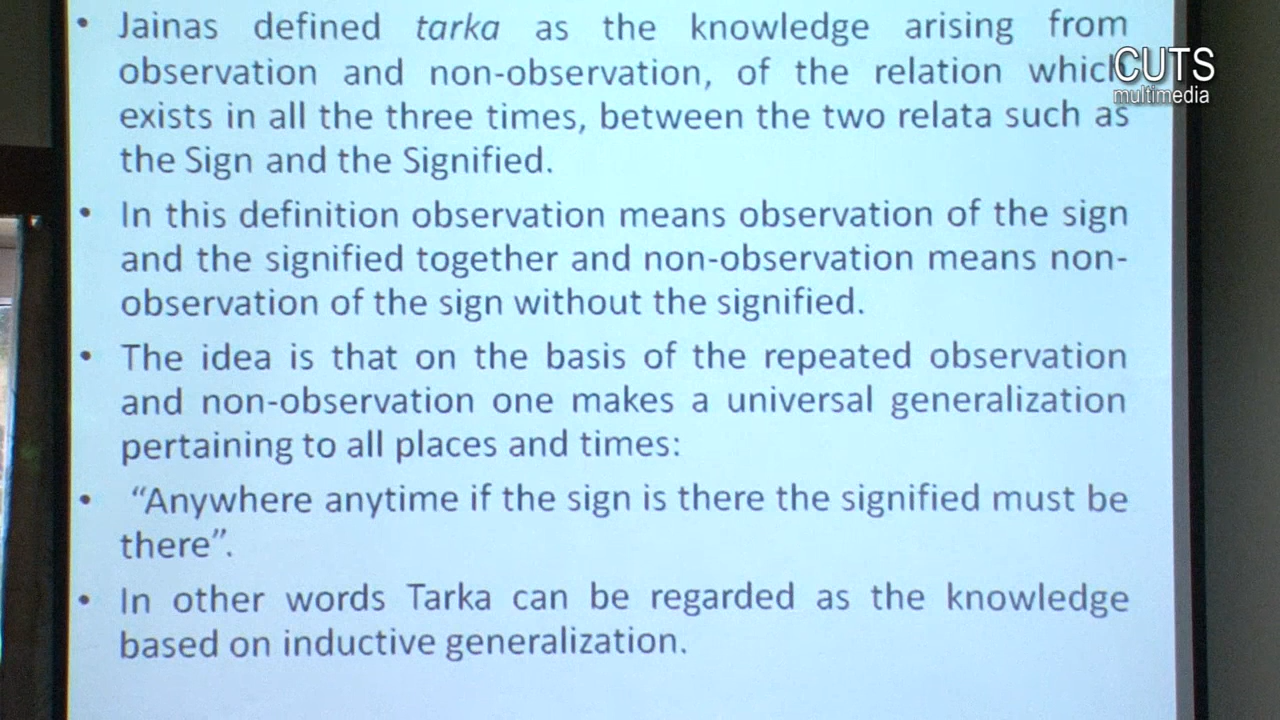 • Jainas defined tarka as the knowledge arising from
observation and non-observation, of the relation which
exists in all the three times, between the two relata such as
the Sign and the Signified.
• In this definition observation means observation of the sign
and the signified together and non-observation means non-
observation of the sign without the signified.
• The idea is that on the basis of the repeated observation
and non-observation one makes a universal generalization
pertaining to all places and times:
• “Anywhere anytime if the sign is there the signified must be
there”.
• In other words Tarka can be regarded as the knowledge
based on inductive generalization.
CUTS
multimedia